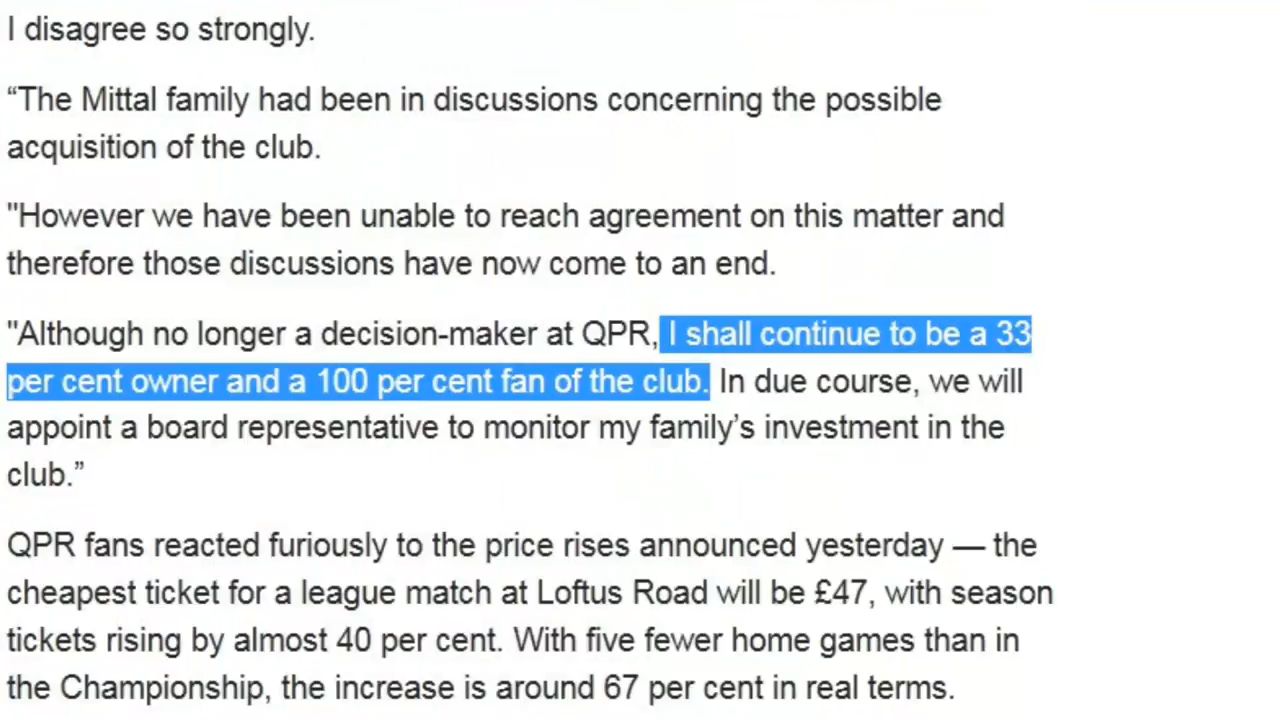 I disagree so strongly.
“The Mittal family had been in discussions concerning the possible
acquisition of the club.
"However we have been unable to reach agreement on this matter and
therefore those discussions have now come to an end.
"Although no longer a decision-maker at QPR, I shall continue to be a 33
per cent owner and a 100 per cent fan of the club. In due course, we will
appoint a board representative to monitor my family’s investment in the
club.”
QPR fans reacted furiously to the price rises announced yesterday — the
cheapest ticket for a league match at Loftus Road will be £47, with season
tickets rising by almost 40 per cent. With five fewer home games than in
the Championship, the increase is around 67 per cent in real terms.